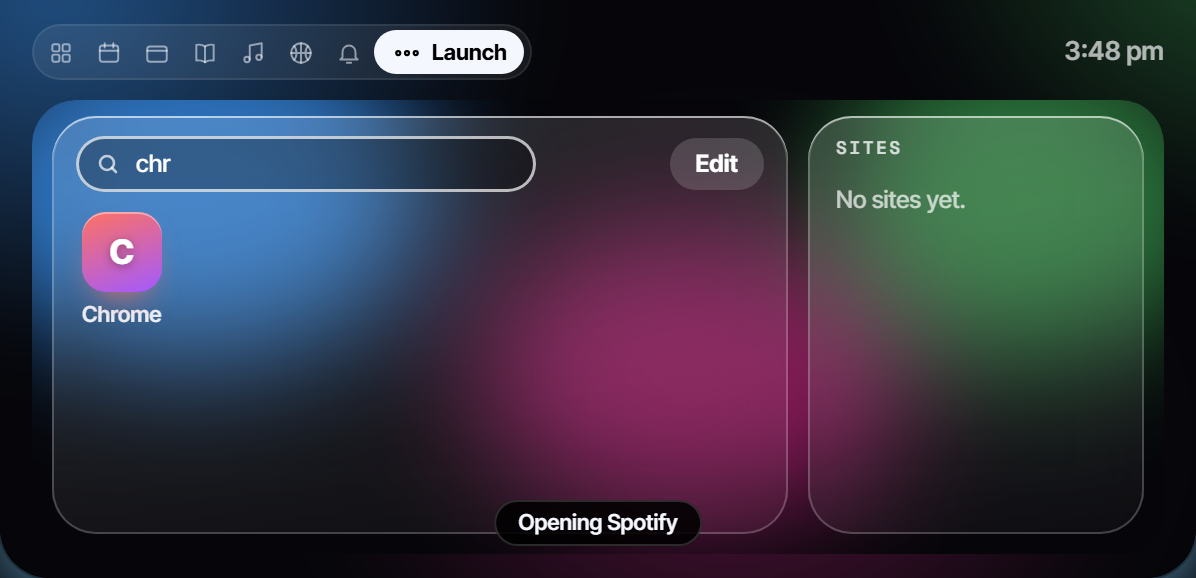 Launch
3:48 pm
chr
Edit
C
Chrome
SITES
No sites yet.
Opening Spotify